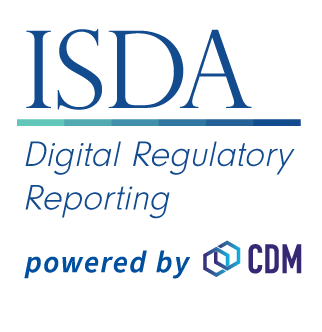 ISDA
Digital Regulatory
Reporting
powered by CDM